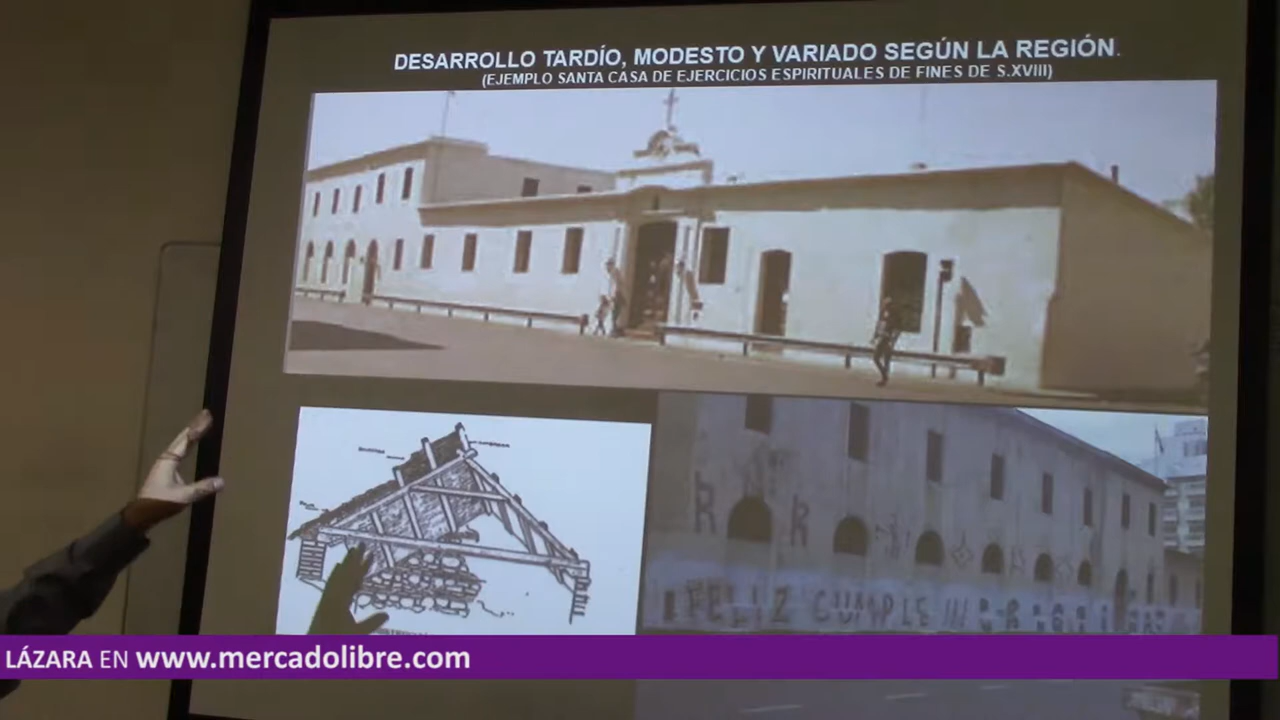 DESARROLLO TARDÍO, MODESTO Y VARIADO SEGÚN LA REGIÓN.
(EJEMPLO SANTA CASA DE EJERCICIOS ESPIRITUALES DE FINES DE S.XVIII)
R R
FELIZ CUMPLE !!!
LÁZARA EN www.mercadolibre.com